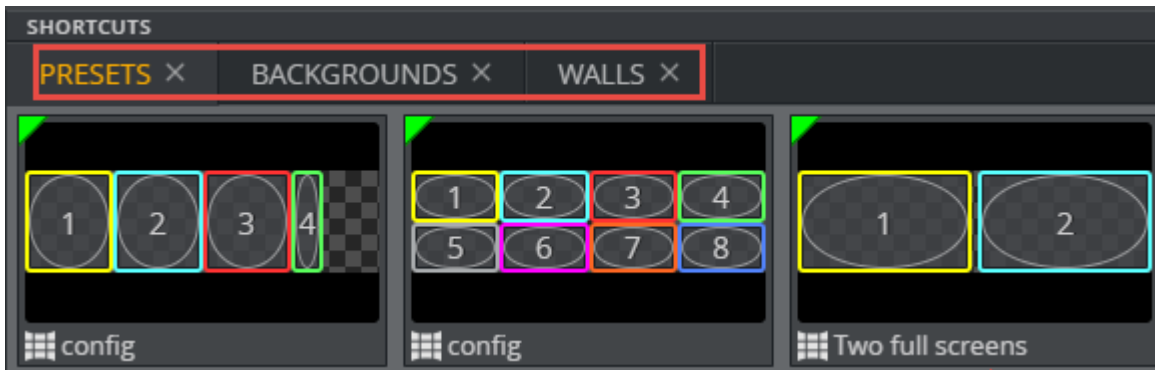 SHORTCUTS
PRESETS × BACKGROUNDS × WALLS ×
1 2 3 4
1 2 3 4
5 6 7 8
1 2
config
config
Two full screens